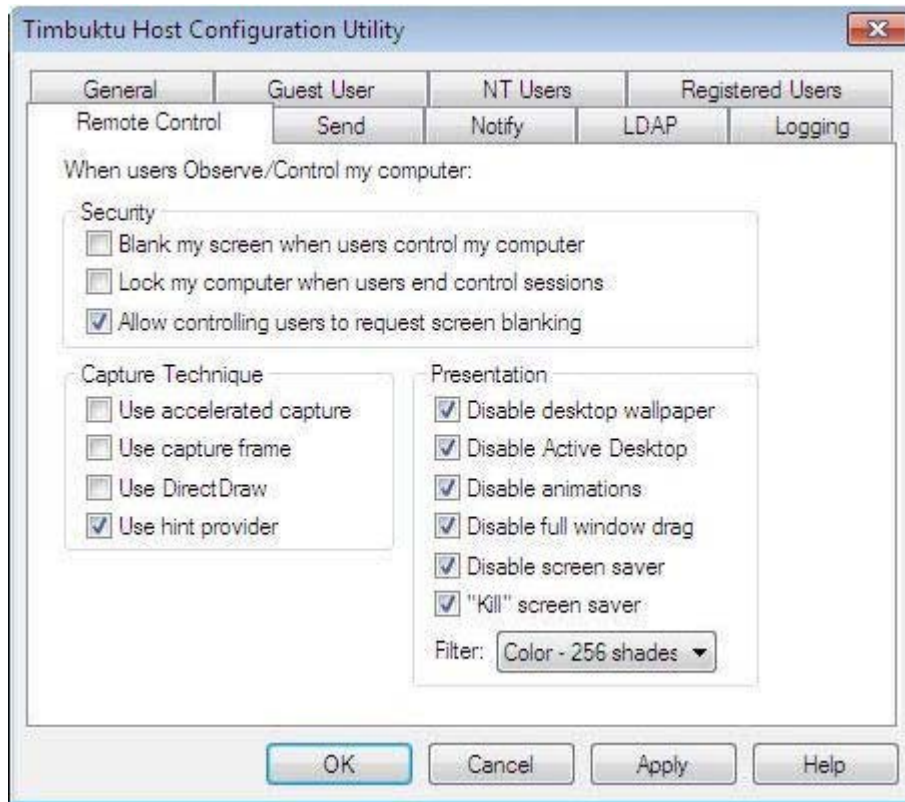 Timbuktu Host Configuration Utility
General Guest User NT Users Registered Users
Remote Control Send Notify LDAP Logging
When users Observe/Control my computer:
Security
Blank my screen when users control my computer
Lock my computer when users end control sessions
Allow controlling users to request screen blanking
Capture Technique
Use accelerated capture
Use capture frame
Use DirectDraw
Use hint provider
Presentation
Disable desktop wallpaper
Disable Active Desktop
Disable animations
Disable full window drag
Disable screen saver
"Kill" screen saver
Filter: Color - 256 shades
OK Cancel Apply Help